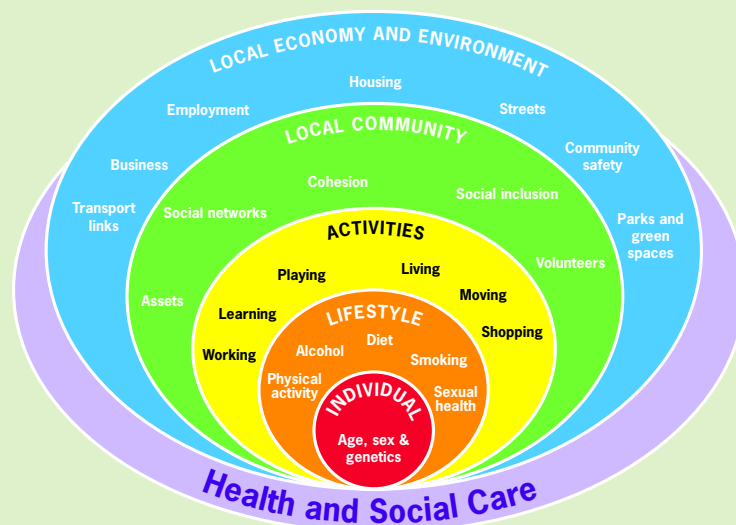 LOCAL ECONOMY AND ENVIRONMENT
Housing
Employment
Streets
Business
Community
safety
Transport
links
Parks and
green
spaces
LOCAL COMMUNITY
Cohesion
Social inclusion
Social networks
Volunteers
Assets
ACTIVITIES
Living
Playing
Moving
Learning
Shopping
Working
LIFESTYLE
Diet
Alcohol
Smoking
Physical
activity
Sexual
health
INDIVIDUAL
Age, sex &
genetics
Health and Social Care